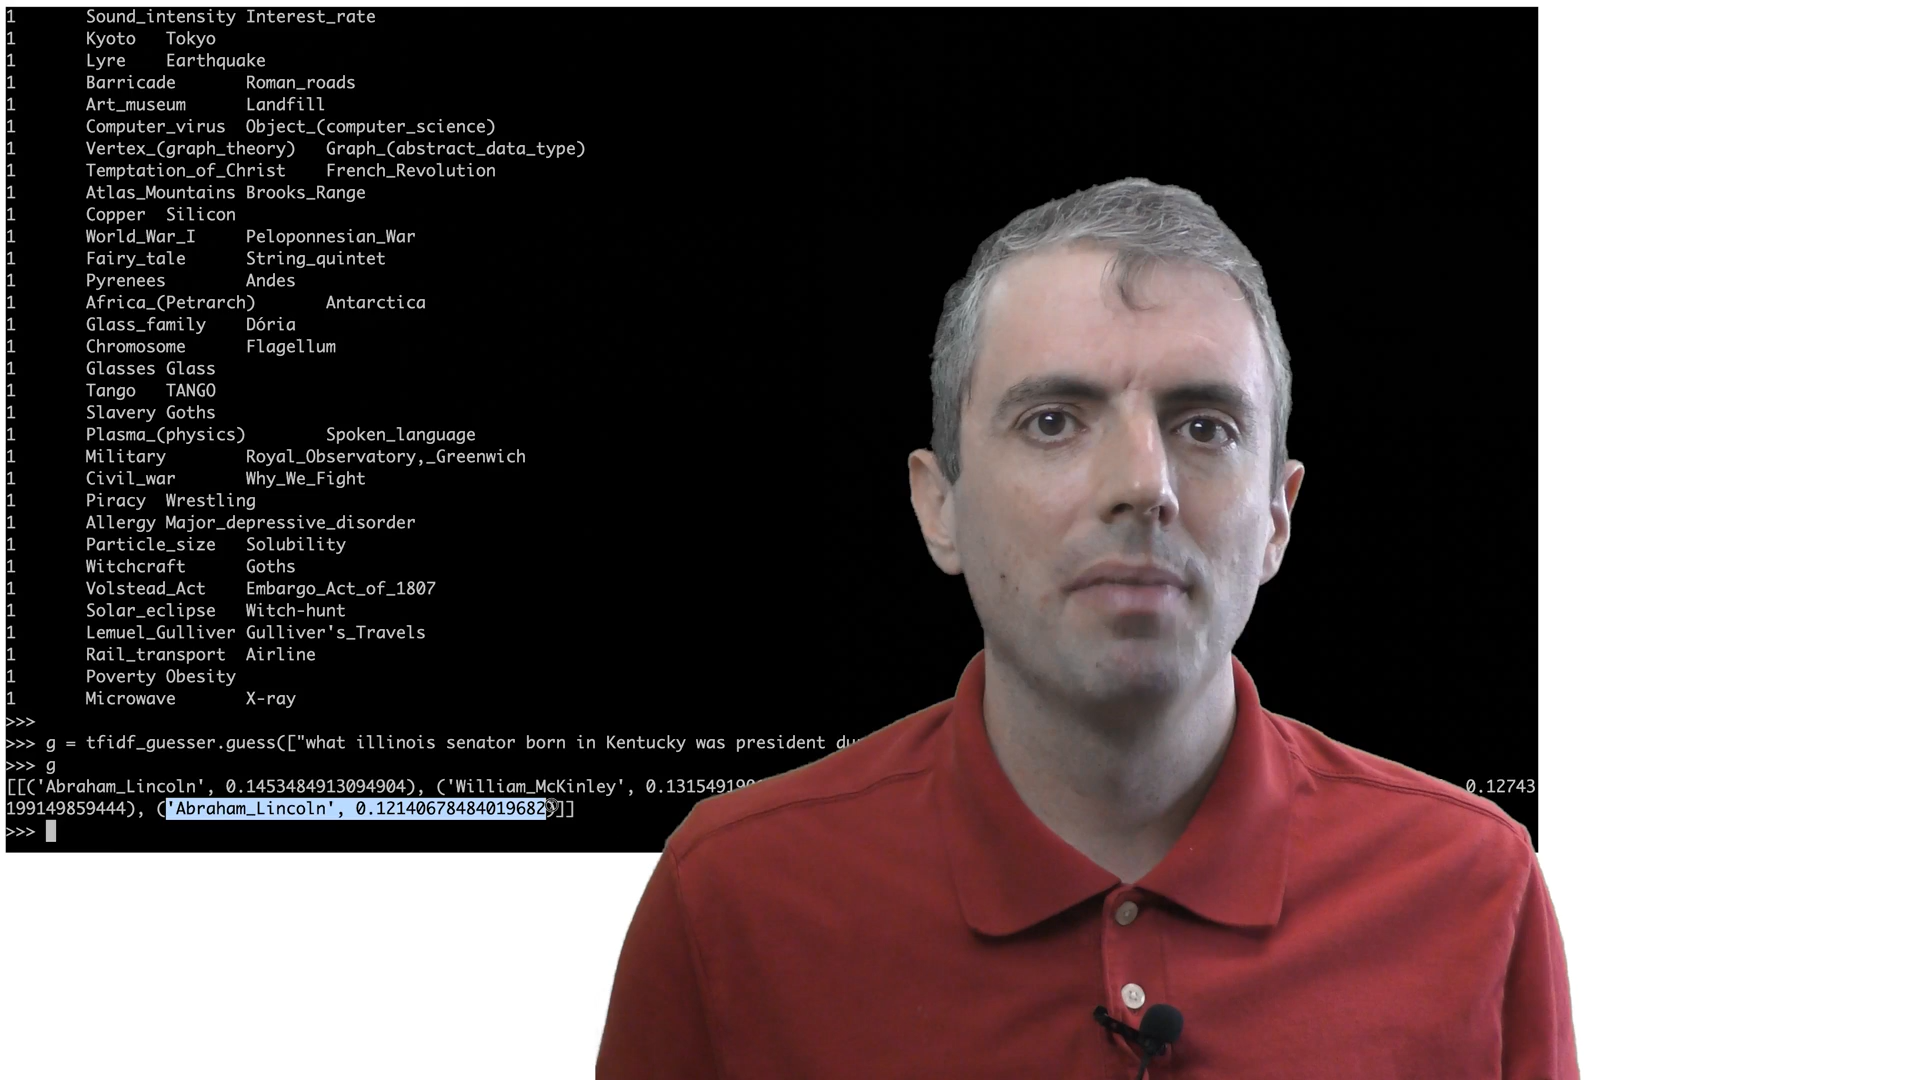 1 Sound_intensity Interest_rate
1 Kyoto Tokyo
1 Lyre Earthquake
1 Barricade Roman_roads
1 Art_museum Landfill
1 Computer_virus Object_(computer_science)
1 Vertex_(graph_theory) Graph_(abstract_data_type)
1 Temptation_of_Christ French_Revolution
1 Atlas_Mountains Brooks_Range
1 Copper Silicon
1 World_War_I Peloponnesian_War
1 Fairy_tale String_quintet
1 Pyrenees Andes
1 Africa_(Petrarch) Antarctica
1 Glass_family Dória
1 Chromosome Flagellum
1 Glasses Glass
1 Tango TANGO
1 Slavery Goths
1 Plasma_(physics) Spoken_language
1 Military Royal_Observatory,_Greenwich
1 Civil_war Why_We_Fight
1 Piracy Wrestling
1 Allergy Major_depressive_disorder
1 Particle_size Solubility
1 Witchcraft Goths
1 Volstead_Act Embargo_Act_of_1807
1 Solar_eclipse Witch-hunt
1 Lemuel_Gulliver Gulliver's_Travels
1 Rail_transport Airline
1 Poverty Obesity
1 Microwave X-ray
>>>
>>> g = tfidf_guesser.guess(["what illinois senator born in Kentucky was president
>>> g
[[('Abraham_Lincoln', 0.1453484913094904), ('William_McKinley', 0.12743
199149859444), ('Abraham_Lincoln', 0.12140678484019682)]]
>>>